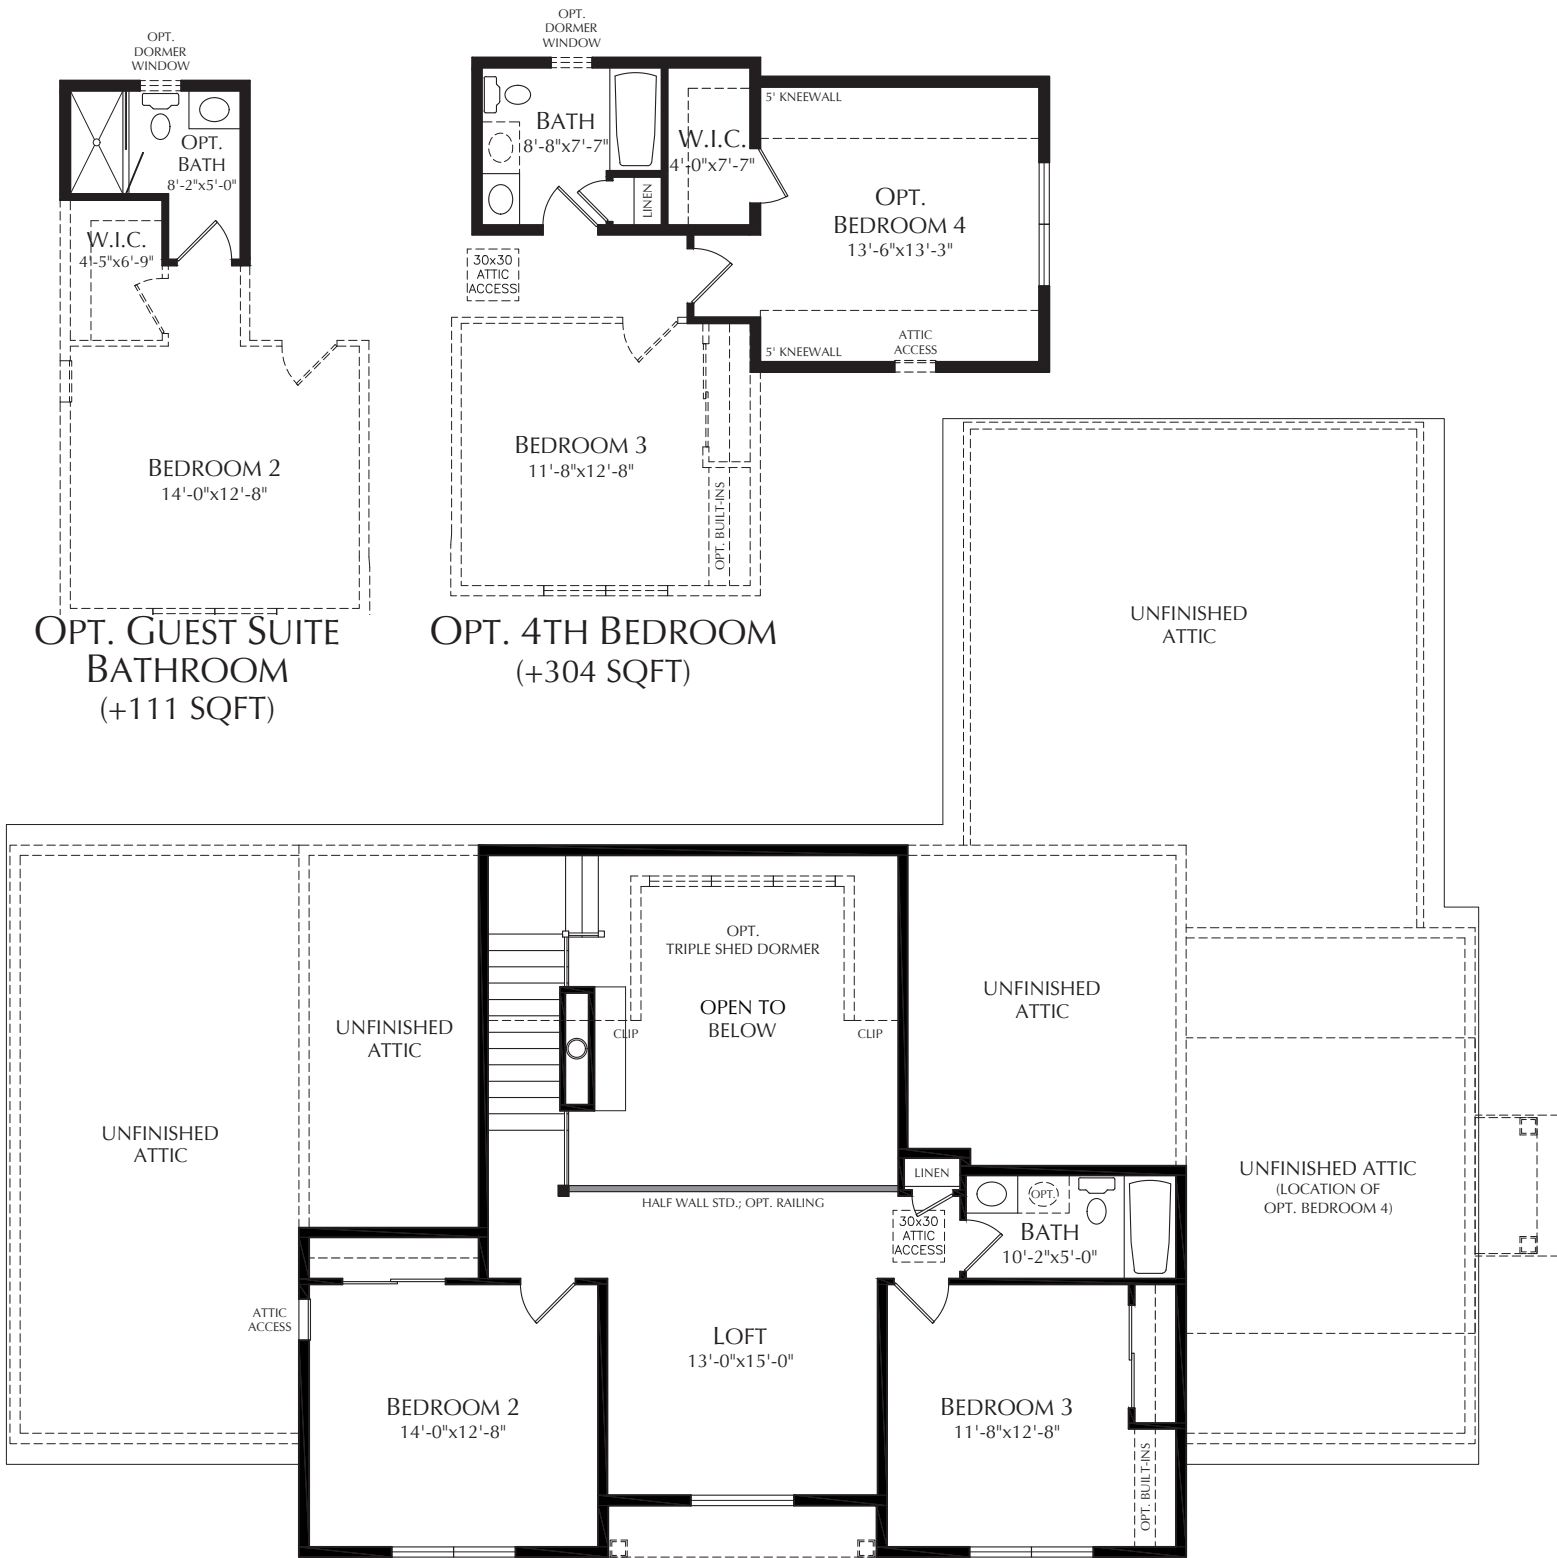 OPT.
DORMER
WINDOW
OPT.
BATH
8'-2"x5'-0"
W.I.C.
4'-5"x6'-9"
BEDROOM 2
14'-0"x12'-8"
OPT. GUEST SUITE
BATHROOM
(+111 SQFT)
OPT.
DORMER
WINDOW
BATH
8'-8"x7'-7"
LINEN
W.I.C.
4'-0"x7'-7"
5' KNEEWALL
OPT.
BEDROOM 4
13'-6"x13'-3"
30x30
ATTIC
ACCESS
5' KNEEWALL
ATTIC
ACCESS
BEDROOM 3
11'-8"x12'-8"
OPT. BUILT-INS
OPT. 4TH BEDROOM
(+304 SQFT)
UNFINISHED
ATTIC
OPT.
TRIPLE SHED DORMER
OPEN TO
BELOW
CLIP
CLIP
UNFINISHED
ATTIC
UNFINISHED
ATTIC
UNFINISHED
ATTIC
UNFINISHED ATTIC
(LOCATION OF
OPT. BEDROOM 4)
HALF WALL STD.; OPT. RAILING
LINEN
30x30
ATTIC
ACCESS
OPT.
BATH
10'-2"x5'-0"
ATTIC
ACCESS
LOFT
13'-0"x15'-0"
BEDROOM 2
14'-0"x12'-8"
BEDROOM 3
11'-8"x12'-8"
OPT. BUILT-INS